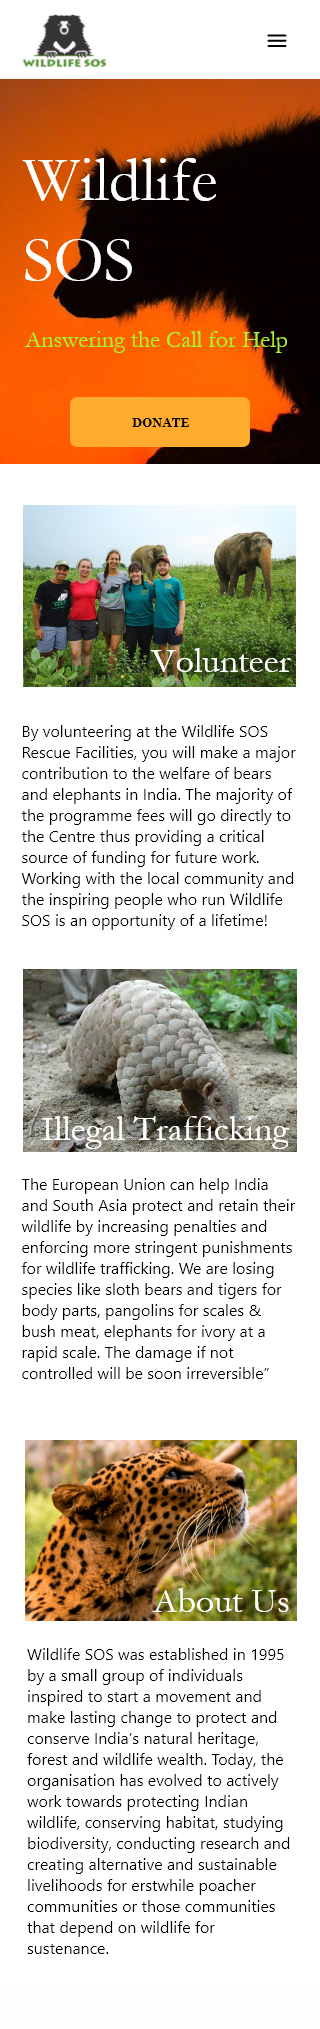 WILDLIFE SOS
Wildlife
SOS
Answering the Call for Help
DONATE
Volunteer
By volunteering at the Wildlife SOS
Rescue Facilities, you will make a major
contribution to the welfare of bears
and elephants in India. The majority of
the programme fees will go directly to
the Centre thus providing a critical
source of funding for future work.
Working with the local community and
the inspiring people who run Wildlife
SOS is an opportunity of a lifetime!
Illegal Trafficking
The European Union can help India
and South Asia protect and retain their
wildlife by increasing penalties and
enforcing more stringent punishments
for wildlife trafficking. We are losing
species like sloth bears and tigers for
body parts, pangolins for scales &
bush meat, elephants for ivory at a
rapid scale. The damage if not
controlled will be soon irreversible”
About Us
Wildlife SOS was established in 1995
by a small group of individuals
inspired to start a movement and
make lasting change to protect and
conserve India’s natural heritage,
forest and wildlife wealth. Today, the
organisation has evolved to actively
work towards protecting Indian
wildlife, conserving habitat, studying
biodiversity, conducting research and
creating alternative and sustainable
livelihoods for erstwhile poacher
communities or those communities
that depend on wildlife for
sustenance.